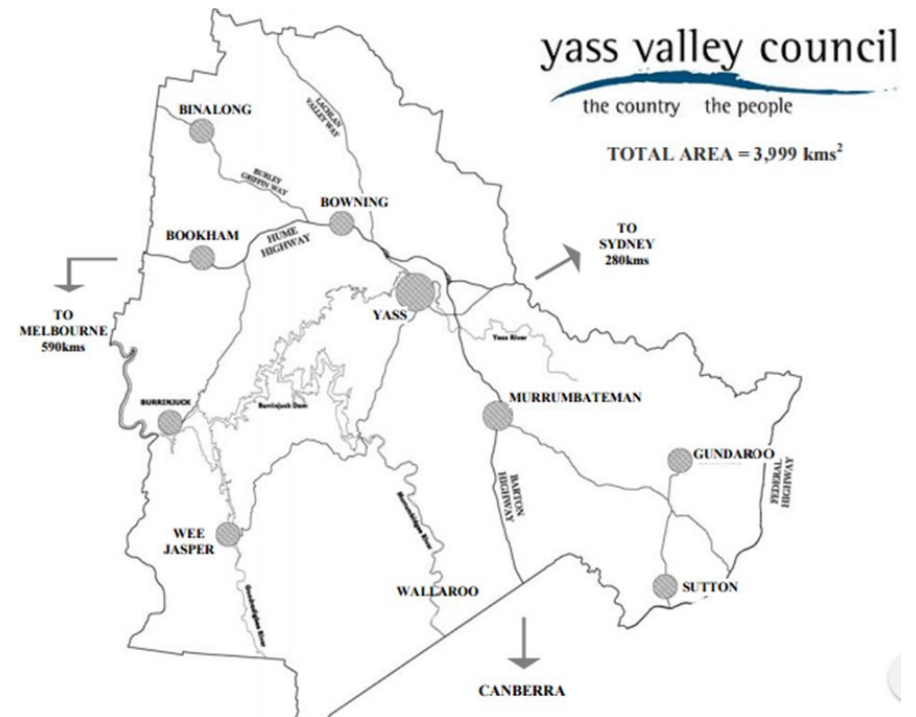 yass valley council
the country the people
TOTAL AREA = 3,999 kms²
BINALONG
LACHLAN
VALLEY WAY
BURLEY
GRIFFIN WAY
BOWNING
BOOKHAM
HUME
HIGHWAY
TO
SYDNEY
280kms
TO
MELBOURNE
590kms
YASS
Yass River
BURRINJUCK
Burrinjuck Dam
MURRUMBATEMAN
GUNDAROO
FEDERAL
HIGHWAY
BARTON
HIGHWAY
WEE
JASPER
Murrumbidgee River
Goodradigbee River
WALLAROO
SUTTON
CANBERRA